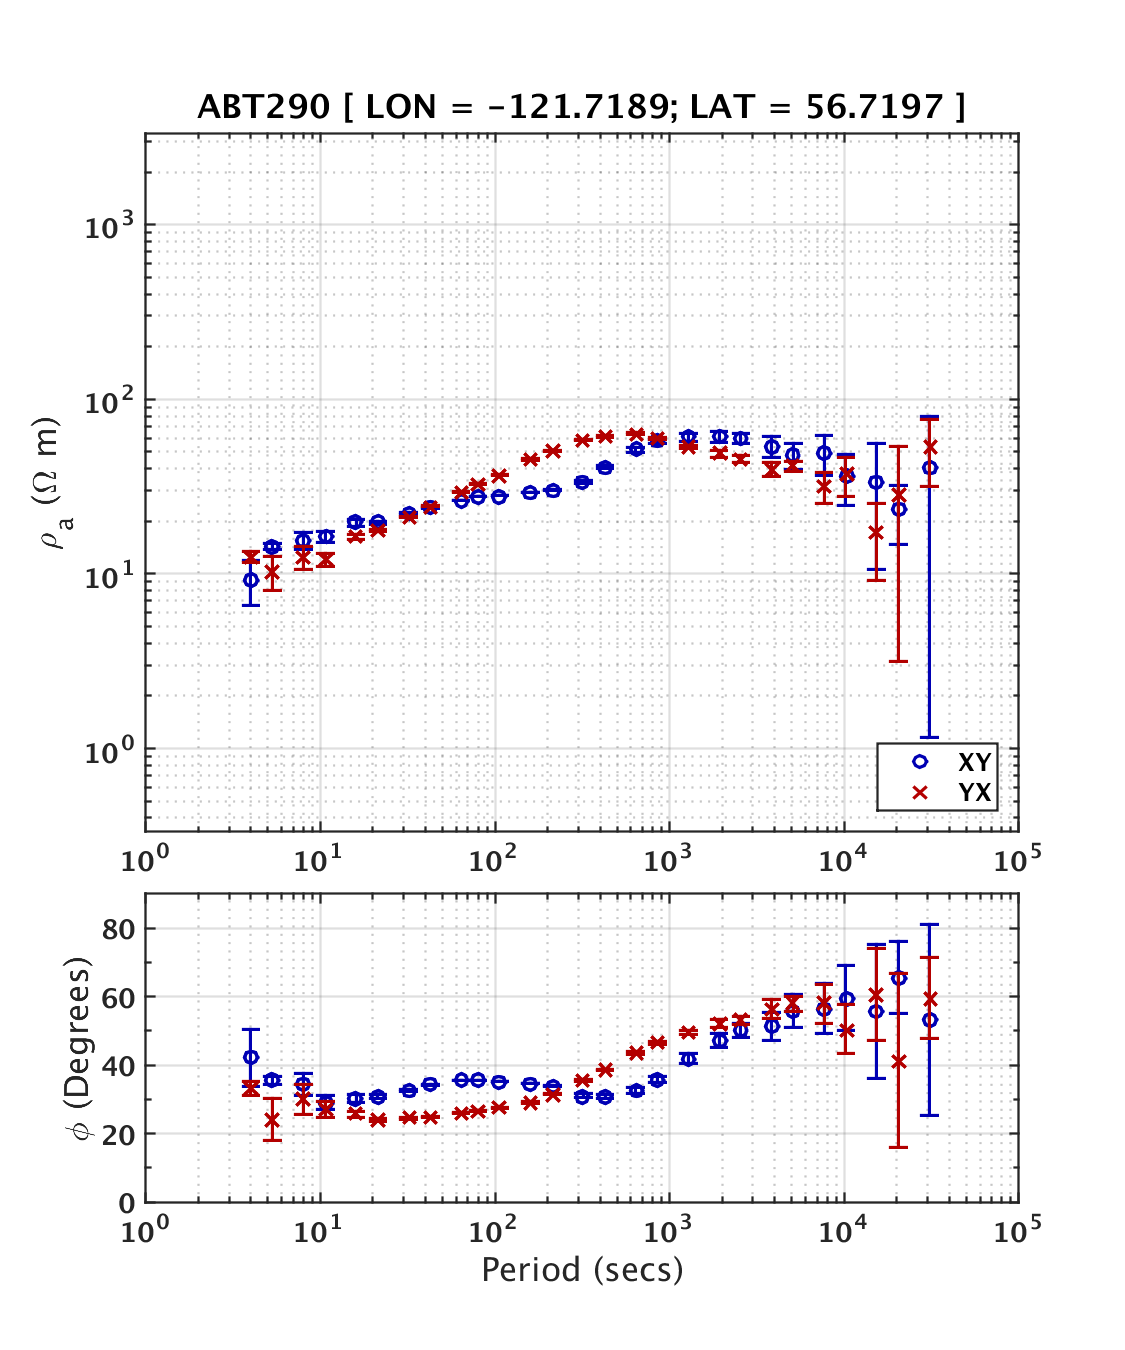 ABT290 [ LON = -121.7189; LAT = 56.7197 ]
ρa (Ω m)
10³
10²
10¹
10⁰
XY
YX
10⁰ 10¹ 10² 10³ 10⁴ 10⁵
ϕ (Degrees)
80
60
40
20
0
10⁰ 10¹ 10² 10³ 10⁴ 10⁵
Period (secs)